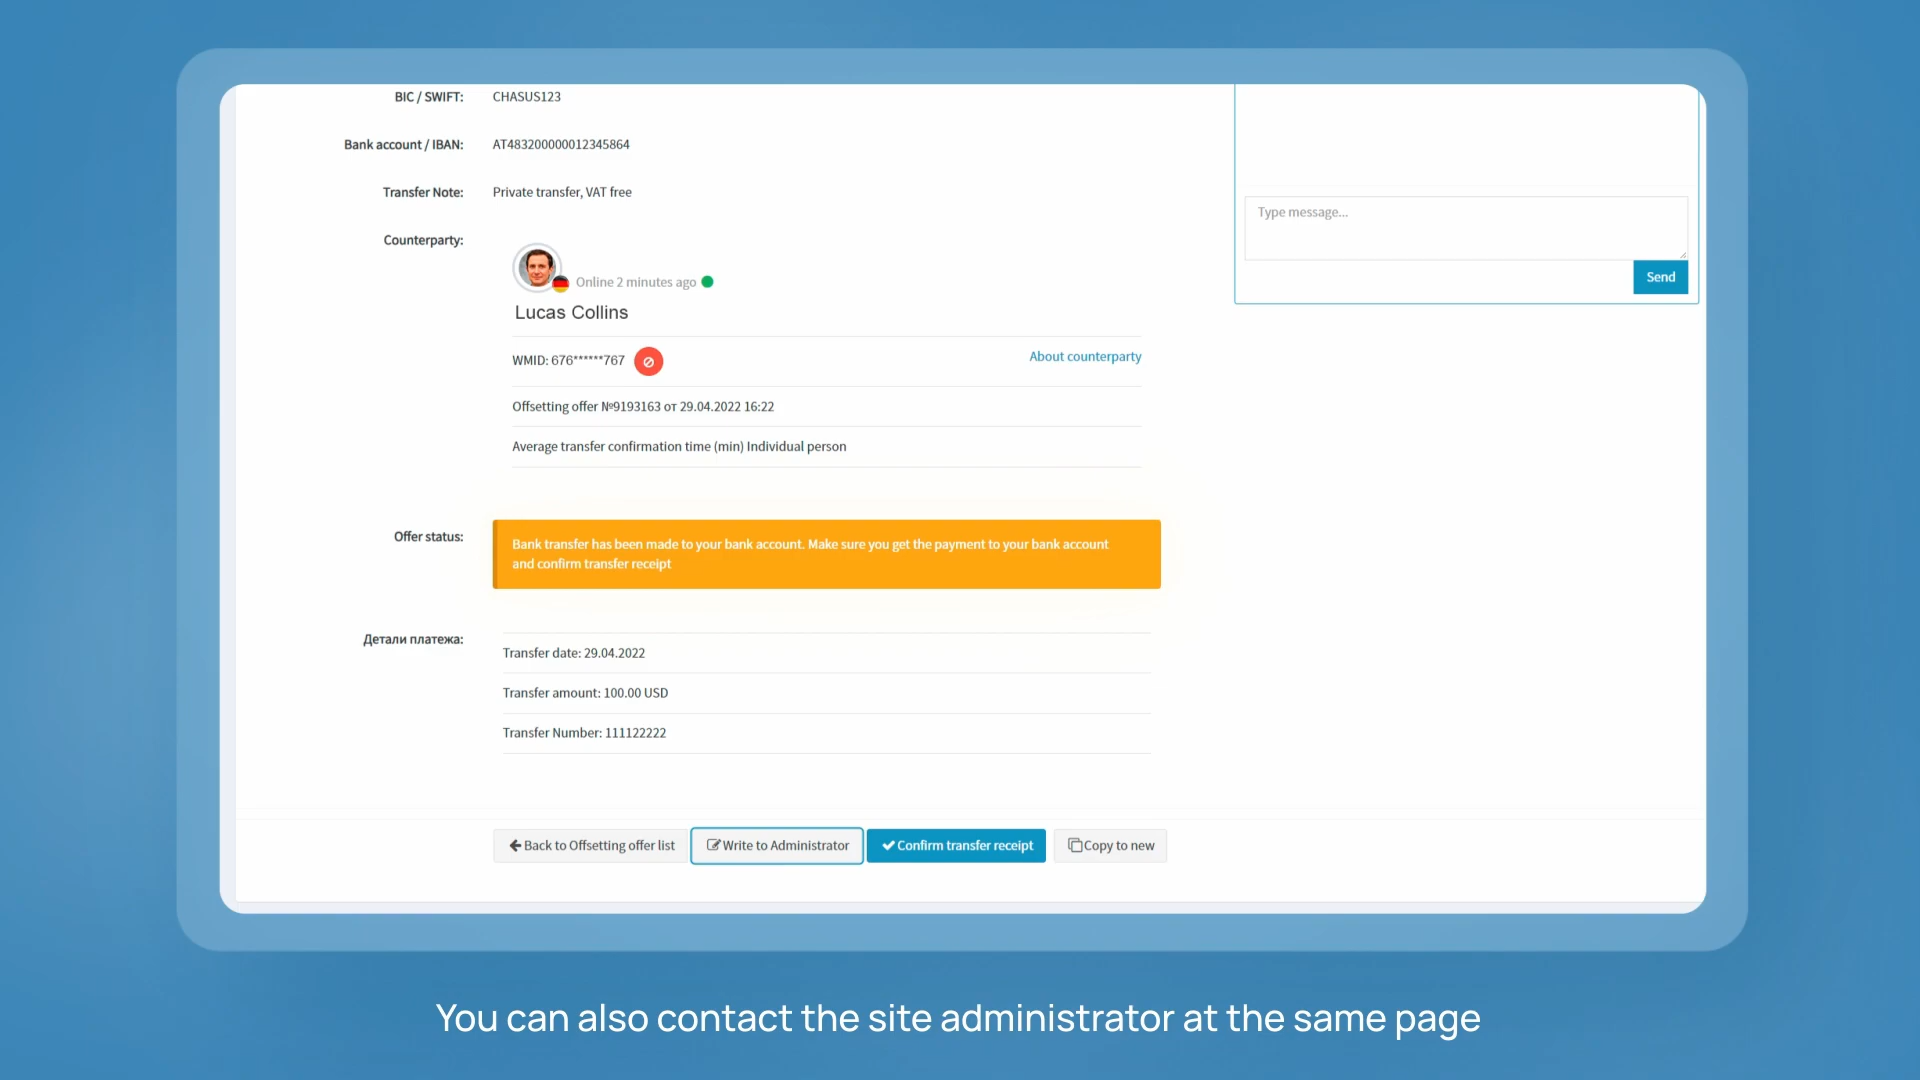 BIC / SWIFT: CHASUS123
Bank account / IBAN: AT483200000012345864
Transfer Note: Private transfer, VAT free
Type message...
Send
Counterparty:
Online 2 minutes ago
Lucas Collins
WMID: 676******767
About counterparty
Offsetting offer №9193163 от 29.04.2022 16:22
Average transfer confirmation time (min) Individual person
Offer status:
Bank transfer has been made to your bank account. Make sure you get the payment to your bank account
and confirm transfer receipt
Детали платежа:
Transfer date: 29.04.2022
Transfer amount: 100.00 USD
Transfer Number: 111122222
Back to Offsetting offer list
Write to Administrator
Confirm transfer receipt
Copy to new
You can also contact the site administrator at the same page